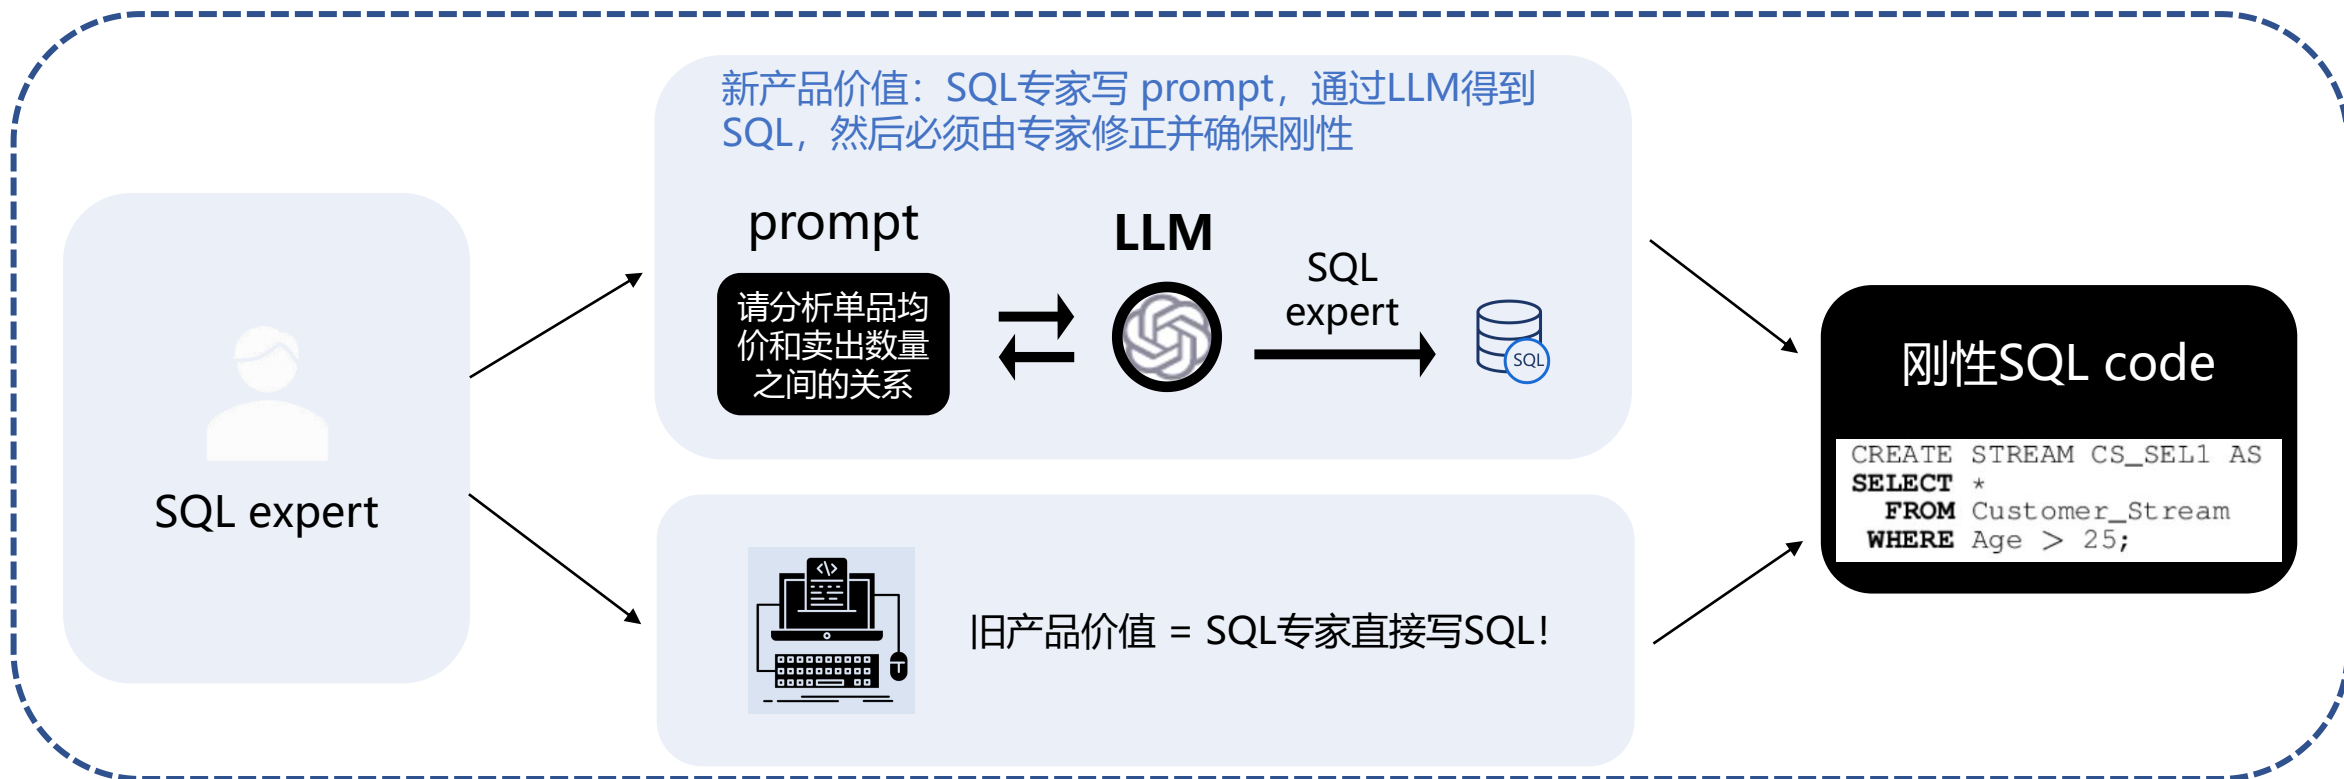 新产品价值：SQL专家写 prompt，通过LLM得到
SQL，然后必须由专家修正并确保刚性
prompt
LLM
SQL
expert
请分析单品均
价和卖出数量
之间的关系
SQL
SQL expert
旧产品价值 = SQL专家直接写SQL！
刚性SQL code
CREATE STREAM CS_SEL1 AS
SELECT *
FROM Customer_Stream
WHERE Age > 25;